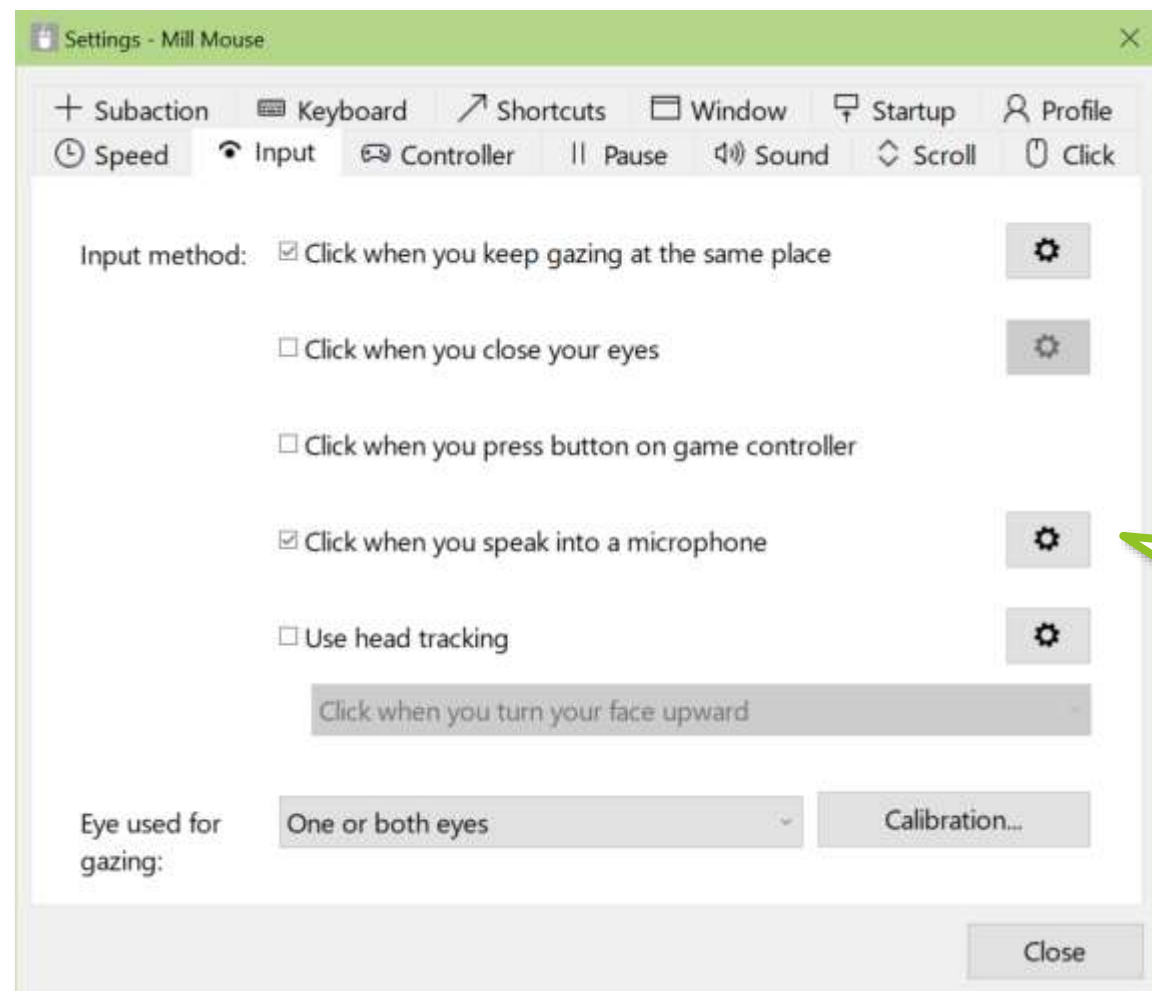 Settings - Mill Mouse
Subaction Keyboard Shortcuts Window Startup Profile
Speed Input Controller Pause Sound Scroll Click
Input method: Click when you keep gazing at the same place
Click when you close your eyes
Click when you press button on game controller
Click when you speak into a microphone
Use head tracking
Click when you turn your face upward
Eye used for gazing: One or both eyes Calibration...
Close